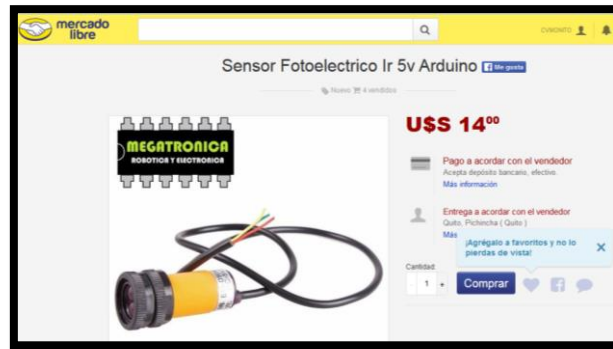 mercado
libre
Sensor Fotoelectrico Ir 5v Arduino
Me gusta
Nuevo 4 vendidos
MEGATRONICA
ROBOTICA Y ELECTRONICA
U$S 14⁰⁰
Pago a acordar con el vendedor
Acepta depósito bancario, efectivo.
Más información
Entrega a acordar con el vendedor
Quito, Pichincha ( Quito )
Más
¡Agrégalo a favoritos y no lo
pierdas de vista!
Cantidad:
- 1 +
Comprar